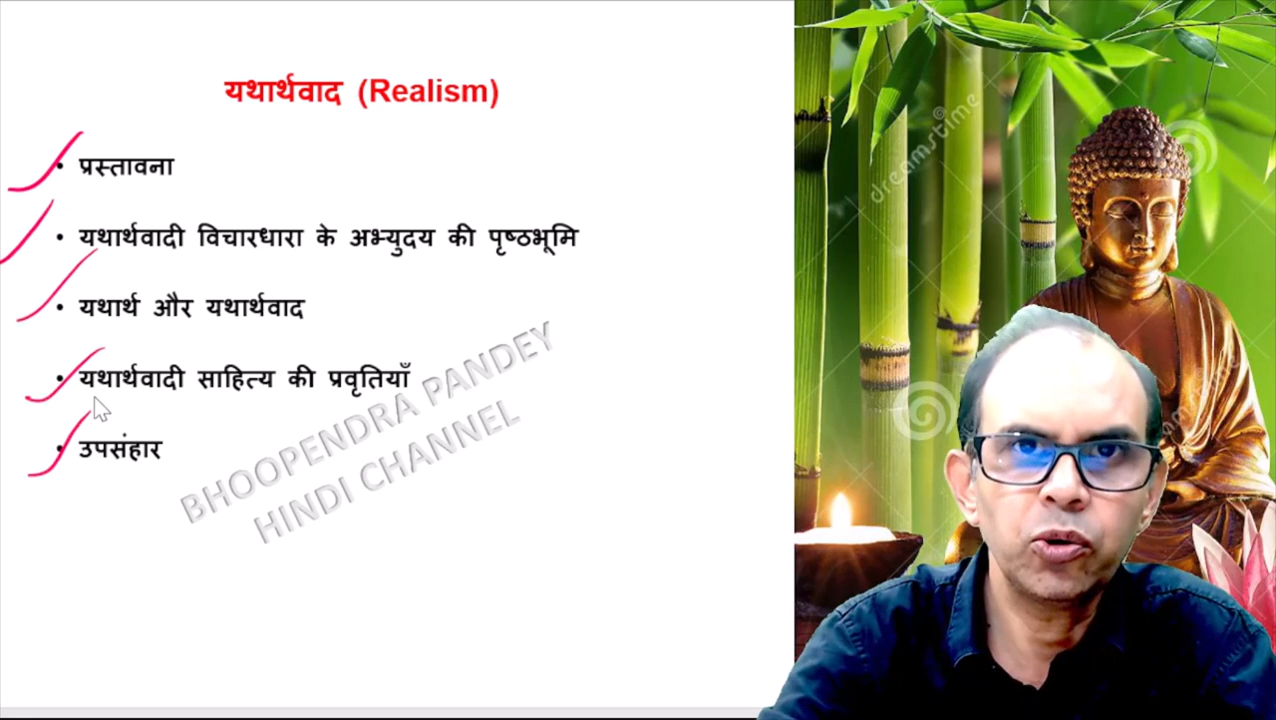 यथार्थवाद (Realism)
• प्रस्तावना
• यथार्थवादी विचारधारा के अभ्युदय की पृष्ठभूमि
• यथार्थ और यथार्थवाद
• यथार्थवादी साहित्य की प्रवृतियाँ
• उपसंहार
BHOOPENDRA PANDEY
HINDI CHANNEL
dreamstime